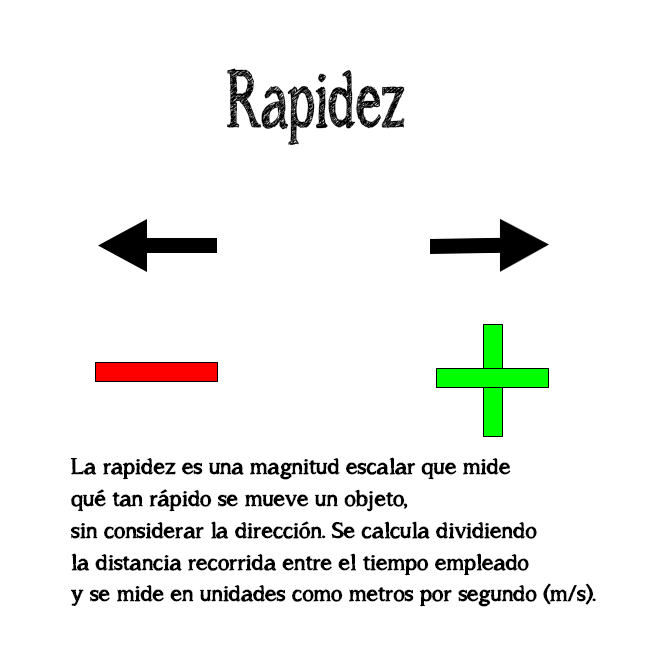 Rapidez
La rapidez es una magnitud escalar que mide
qué tan rápido se mueve un objeto,
sin considerar la dirección. Se calcula dividiendo
la distancia recorrida entre el tiempo empleado
y se mide en unidades como metros por segundo (m/s).